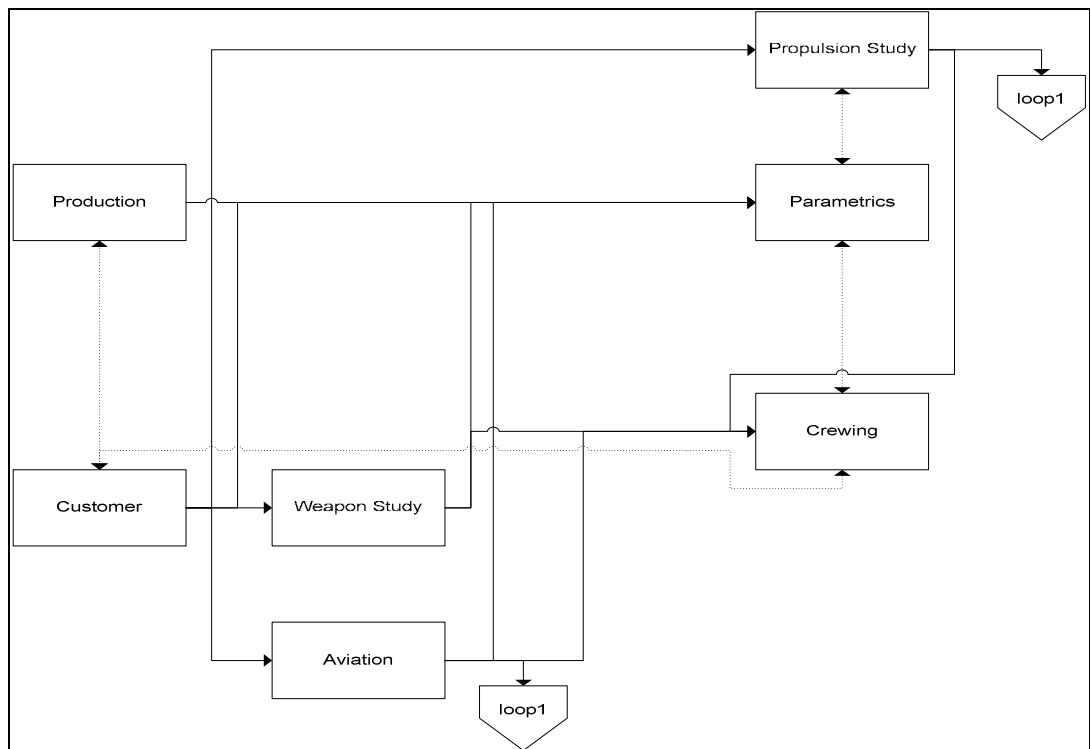 Propulsion Study
loop1
Production
Parametrics
Crewing
Customer
Weapon Study
Aviation
loop1